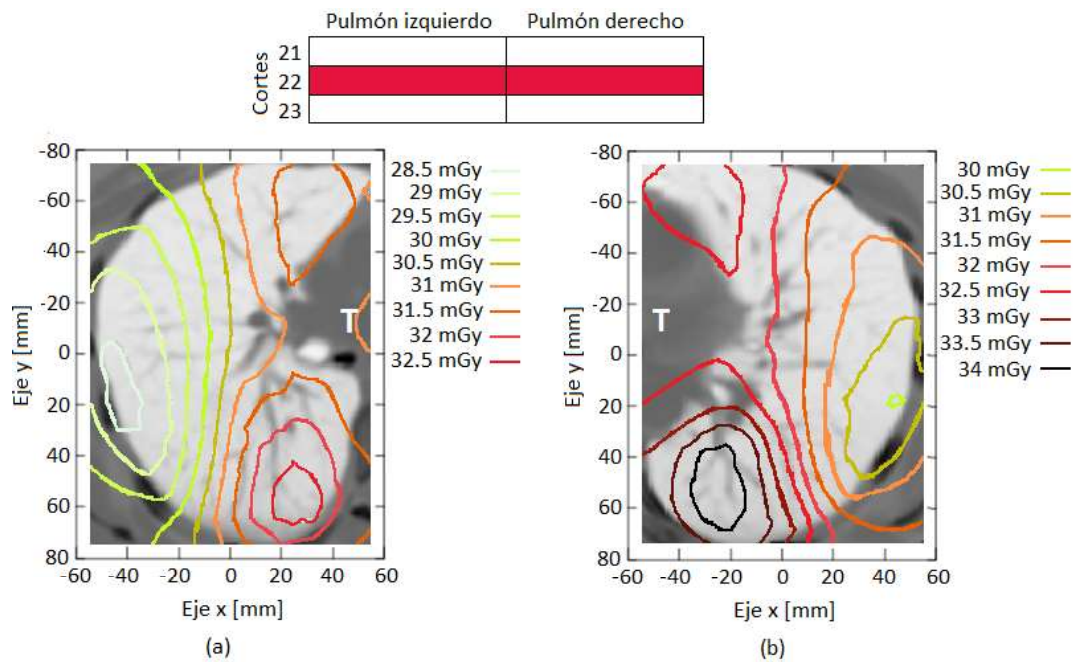 Pulmón izquierdo Pulmón derecho
Cortes
21
22
23
-80
-60
-40
-20
0
20
40
60
80
Eje y [mm]
T
-60 -40 -20 0 20 40 60
Eje x [mm]
(a)
28.5 mGy
29 mGy
29.5 mGy
30 mGy
30.5 mGy
31 mGy
31.5 mGy
32 mGy
32.5 mGy
-80
-60
-40
-20
0
20
40
60
80
Eje y [mm]
T
-60 -40 -20 0 20 40 60
Eje x [mm]
(b)
30 mGy
30.5 mGy
31 mGy
31.5 mGy
32 mGy
32.5 mGy
33 mGy
33.5 mGy
34 mGy